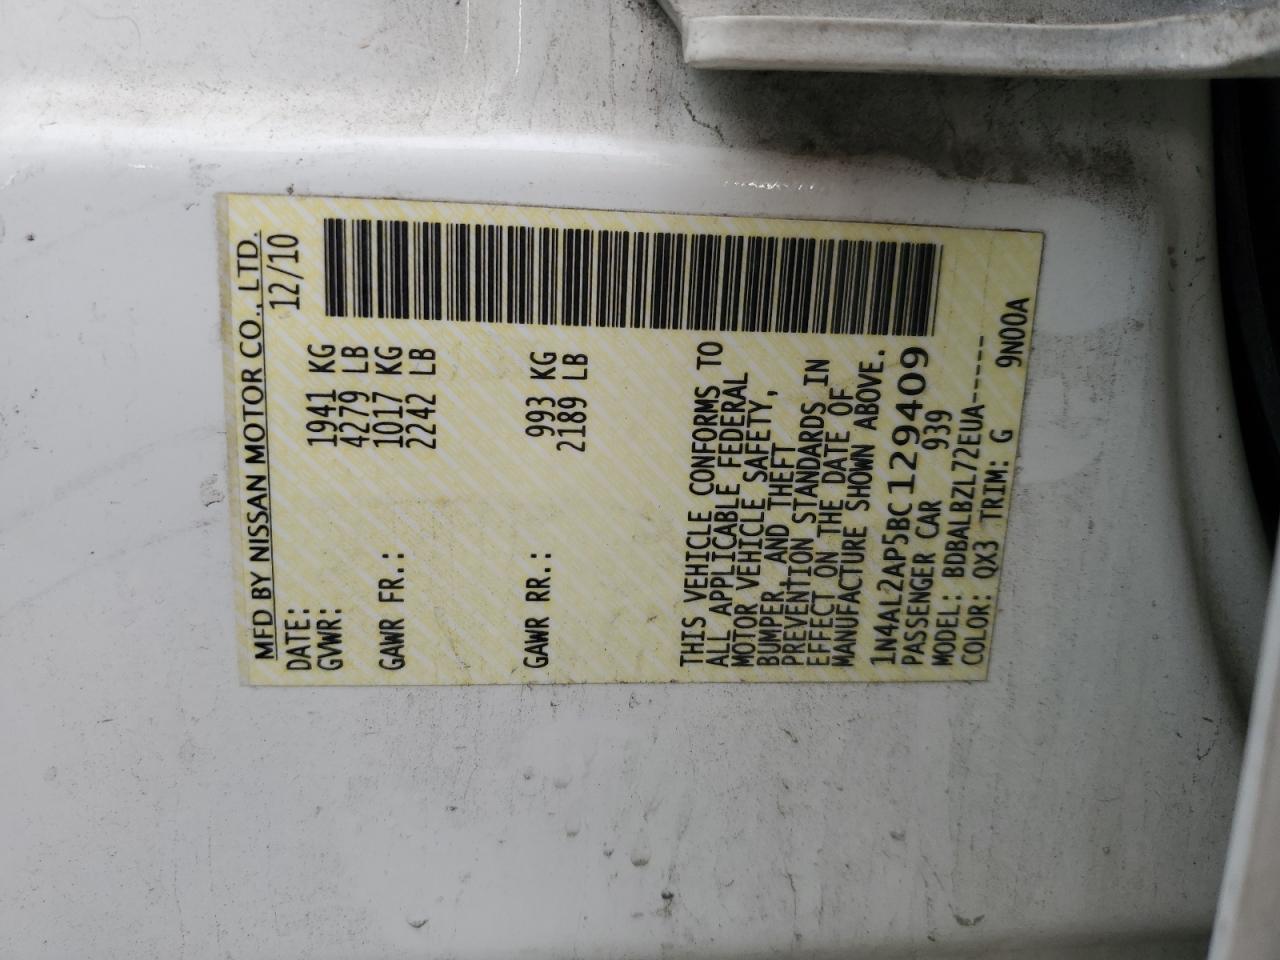 MFD BY NISSAN MOTOR CO., LTD.
DATE: 12/10
GVWR: 1941 KG
4279 LB
GAWR FR.: 1017 KG
2242 LB
GAWR RR.: 993 KG
2189 LB
THIS VEHICLE CONFORMS TO
ALL APPLICABLE FEDERAL
MOTOR VEHICLE SAFETY,
BUMPER, AND THEFT
PREVENTION STANDARDS IN
EFFECT ON THE DATE OF
MANUFACTURE SHOWN ABOVE.
1N4AL2AP5BC129409
PASSENGER CAR 939
MODEL: BDBALBZL72EUA-----
COLOR: QX3 TRIM: G 9N00A